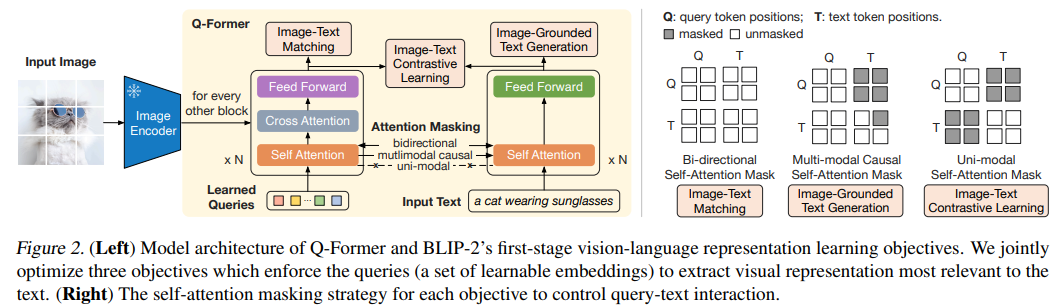 Q-Former
Image-Text
Matching
Image-Grounded
Text Generation
Image-Text
Contrastive
Learning
Input Image
Image
Encoder
for every
other block
Feed Forward
Cross Attention
Self Attention
x N
Attention Masking
bidirectional
mutlimodal causal
uni-modal
Feed Forward
Self Attention
x N
Learned
Queries
...
Input Text
a cat wearing sunglasses
Q: query token positions; T: text token positions.
masked unmasked
Q T
Q
T
Bi-directional
Self-Attention Mask
Image-Text
Matching
Q T
Q
T
Multi-modal Causal
Self-Attention Mask
Image-Grounded
Text Generation
Q T
Q
T
Uni-modal
Self-Attention Mask
Image-Text
Contrastive Learning
Figure 2. (Left) Model architecture of Q-Former and BLIP-2’s first-stage vision-language representation learning objectives. We jointly
optimize three objectives which enforce the queries (a set of learnable embeddings) to extract visual representation most relevant to the
text. (Right) The self-attention masking strategy for each objective to control query-text interaction.